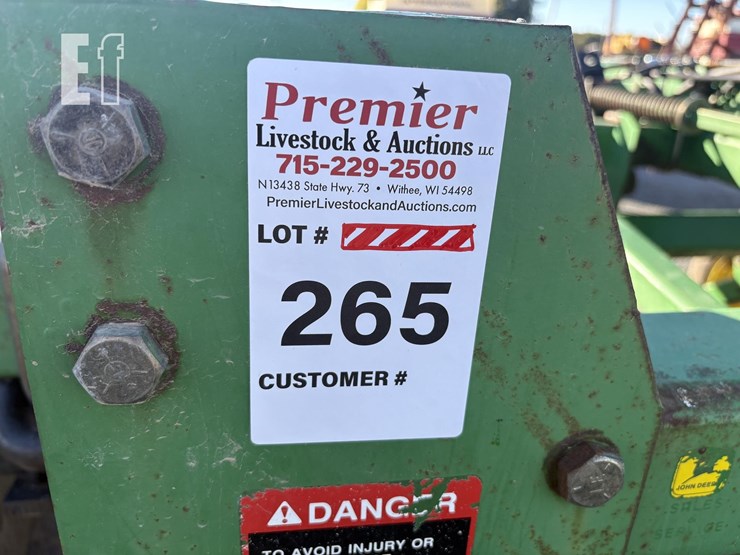 Ef
Premier
Livestock & Auctions LLC
715-229-2500
N13438 State Hwy. 73 • Withee, WI 54498
PremierLivestockandAuctions.com
LOT #
265
CUSTOMER #
DANGER
TO AVOID INJURY OR
JOHN DEERE
SALES